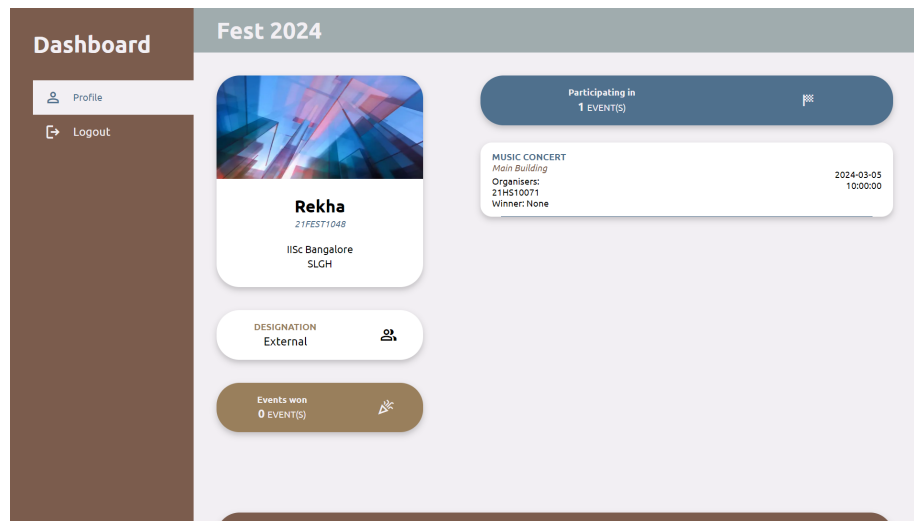 Dashboard
Profile
Logout
Fest 2024
Rekha
21FEST1048
IISc Bangalore
SLGH
DESIGNATION
External
Events won
0 EVENT(S)
Participating in
1 EVENT(S)
MUSIC CONCERT
Main Building
Organisers:
21HS10071
Winner: None
2024-03-05
10:00:00